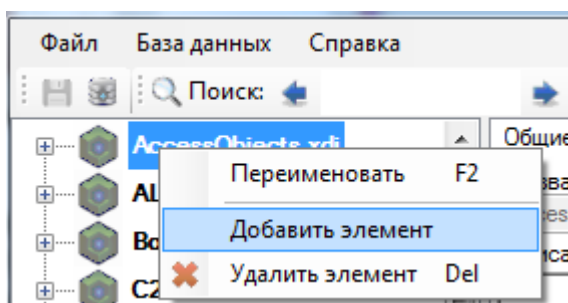 Файл База данных Справка
Поиск:
AccessObjects.xdi Общие
Переименовать F2
AL
Добавить элемент
Bo
Удалить элемент Del
C2